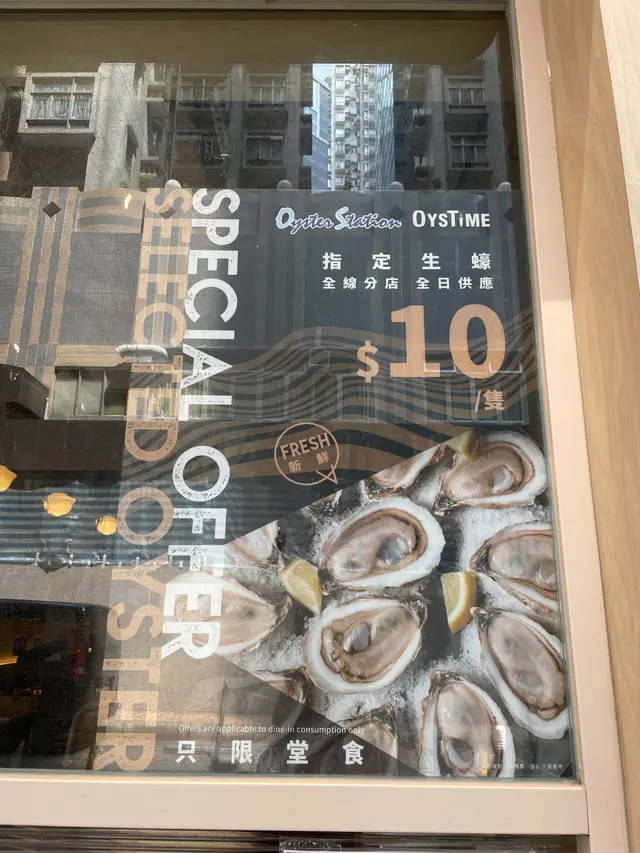 SPECIAL OFFER
SELECTED OYSTER
Oyster Station OYSTIME
指定生蠔
全線分店 全日供應
$10
/隻
FRESH
新鮮
Offers are applicable to dine-in consumption only
只限堂食